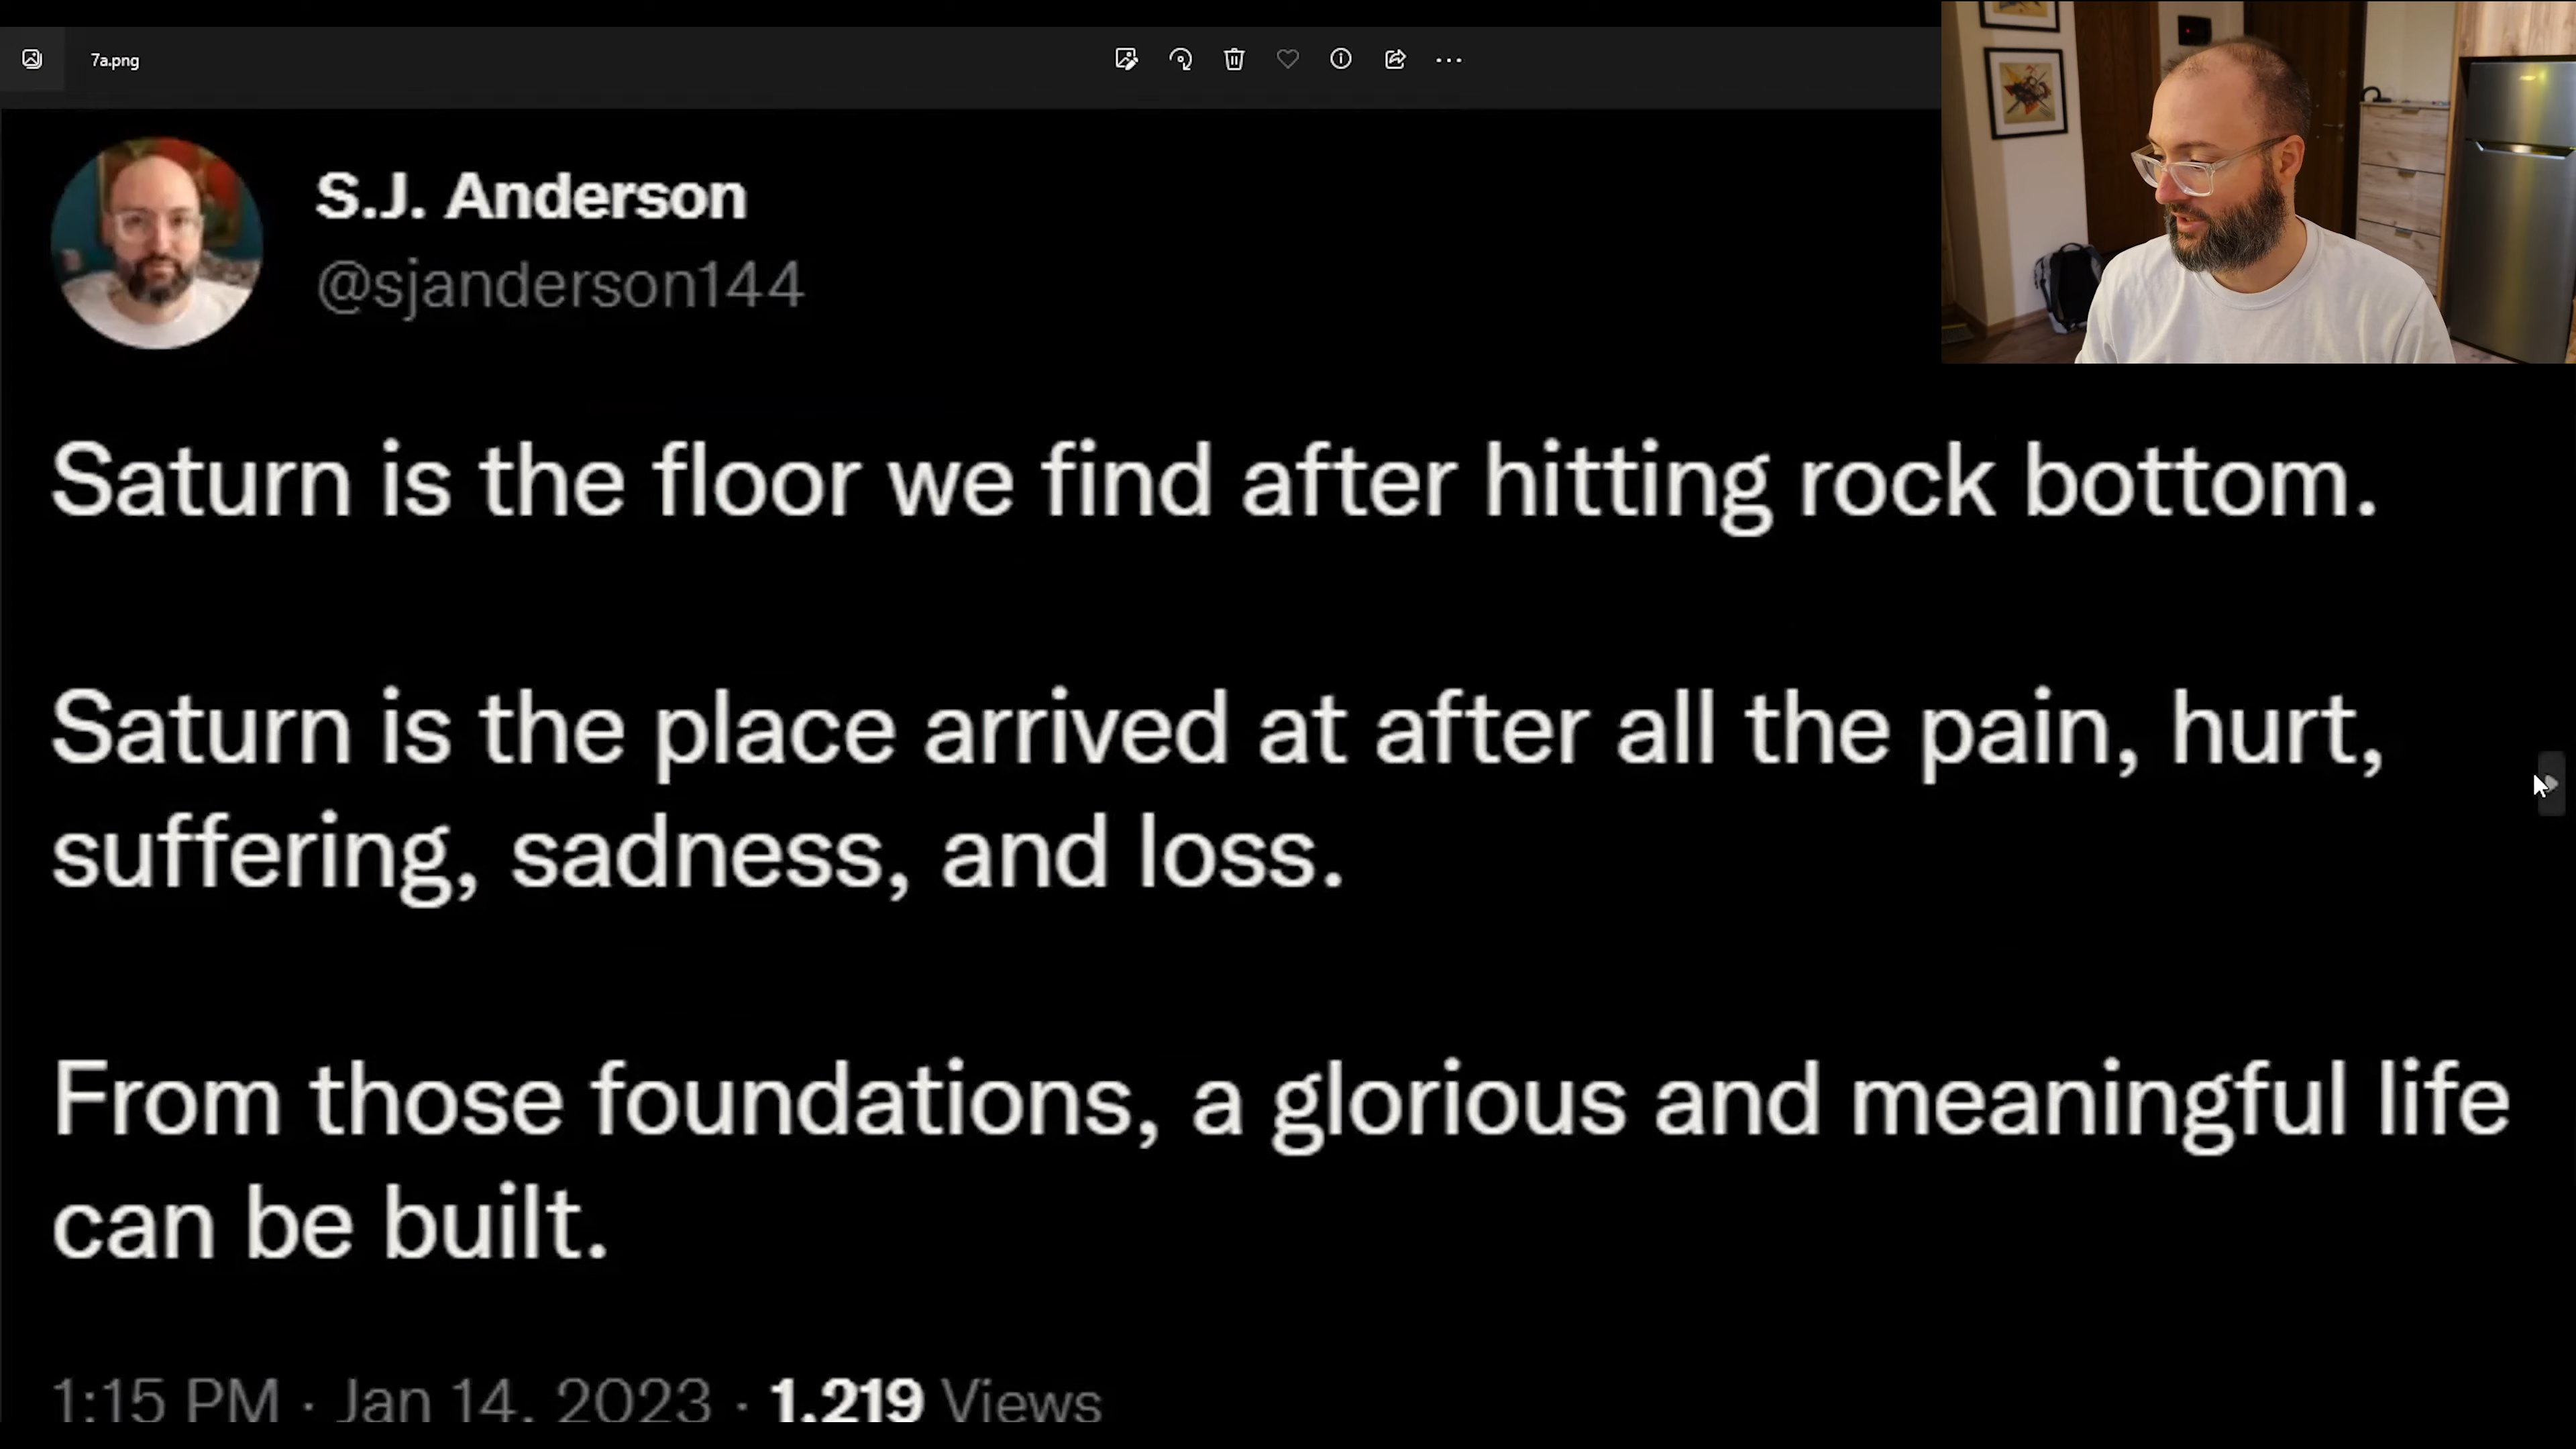 7a.png
S.J. Anderson
@sjanderson144
Saturn is the floor we find after hitting rock bottom.
Saturn is the place arrived at after all the pain, hurt,
suffering, sadness, and loss.
From those foundations, a glorious and meaningful life
can be built.
1:15 PM · Jan 14, 2023 · 1,219 Views